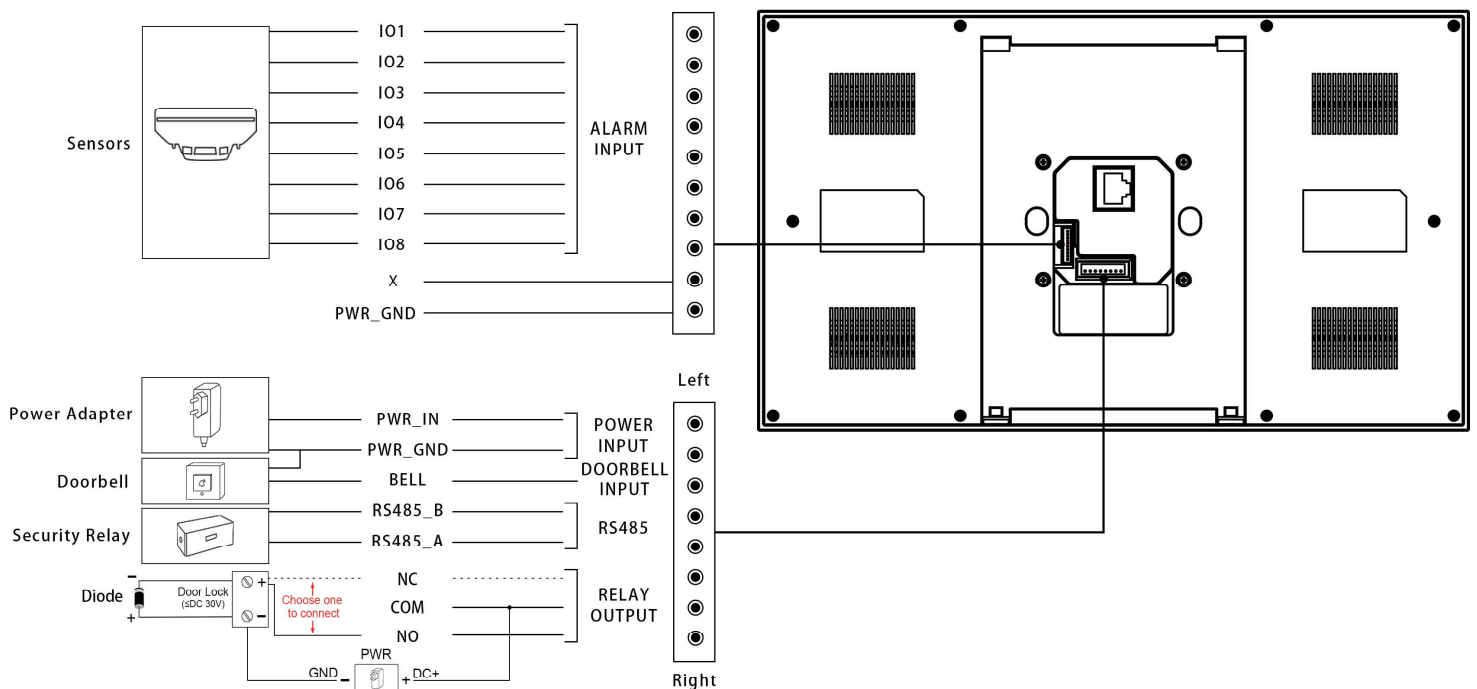 Sensors
IO1
IO2
IO3
IO4
IO5
IO6
IO7
IO8
ALARM
INPUT
X
PWR_GND
Left
Power Adapter
PWR_IN
PWR_GND
POWER
INPUT
Doorbell
BELL
DOORBELL
INPUT
Security Relay
RS485_B
RS485_A
RS485
Diode
-
+
Door Lock
(≤DC 30V)
+
-
Choose one
to connect
NC
COM
NO
RELAY
OUTPUT
PWR
GND - + DC+
Right